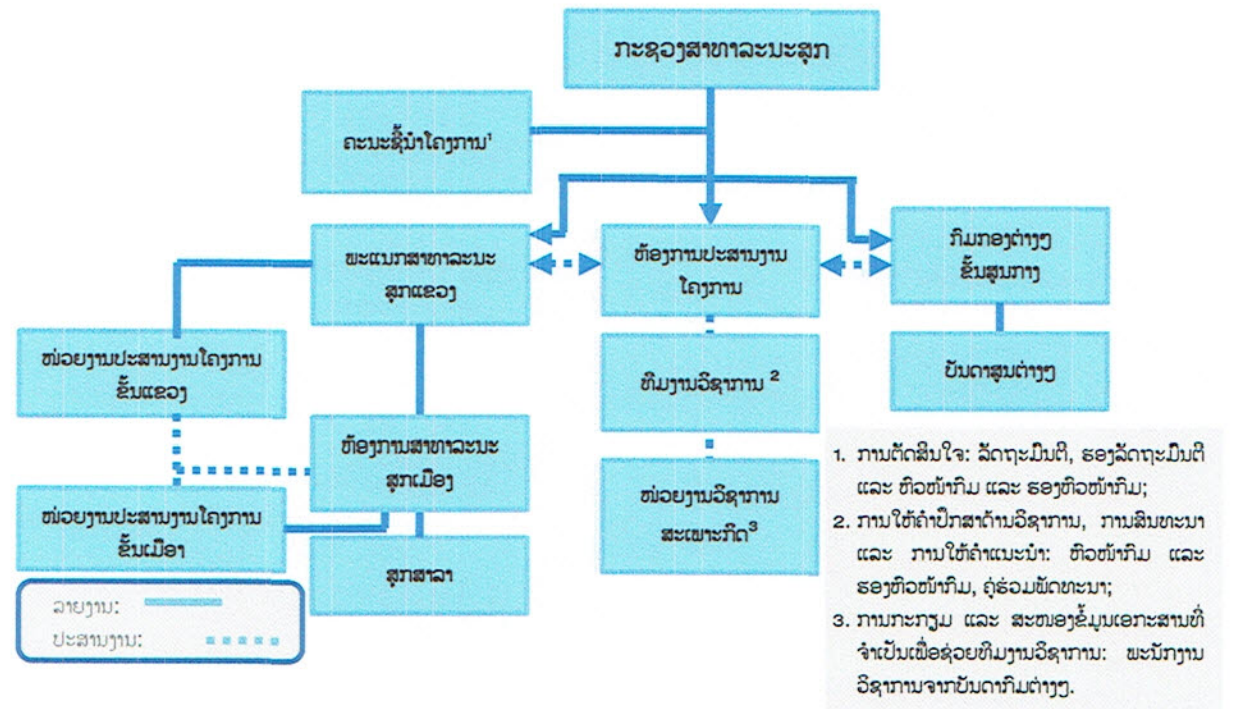 ກະຊວງສາທາລະນະສຸກ
ຄະນະຊີ້ນຳໂຄງການ¹
ພະແນກສາທາລະນະ
ສຸກແຂວງ
ຫ້ອງການປະສານງານ
ໂຄງການ
ກົມກອງຕ່າງໆ
ຂັ້ນສູນກາງ
ໜ່ວຍງານປະສານງານໂຄງການ
ຂັ້ນແຂວງ
ທີມງານວິຊາການ ²
ບັນດາສູນຕ່າງໆ
ຫ້ອງການສາທາລະນະ
ສຸກເມືອງ
ໜ່ວຍງານວິຊາການ
ສະເພາະກິດ³
ໜ່ວຍງານປະສານງານໂຄງການ
ຂັ້ນເມືອງ
ສຸກສາລາ
ລາຍງານ:
ປະສານງານ:
1. ການຕັດສິນໃຈ: ລັດຖະມົນຕີ, ຮອງລັດຖະມົນຕີ
ແລະ ຫົວໜ້າກົມ ແລະ ຮອງຫົວໜ້າກົມ;
2. ການໃຫ້ຄຳປຶກສາດ້ານວິຊາການ, ການສົນທະນາ
ແລະ ການໃຫ້ຄຳແນະນຳ: ຫົວໜ້າກົມ ແລະ
ຮອງຫົວໜ້າກົມ, ຄູ່ຮ່ວມພັດທະນາ;
3. ການກະກຽມ ແລະ ສະໜອງຂໍ້ມູນເອກະສານທີ່
ຈຳເປັນເພື່ອຊ່ວຍທີມງານວິຊາການ: ພະນັກງານ
ວິຊາການຈາກບັນດາກົມຕ່າງໆ.